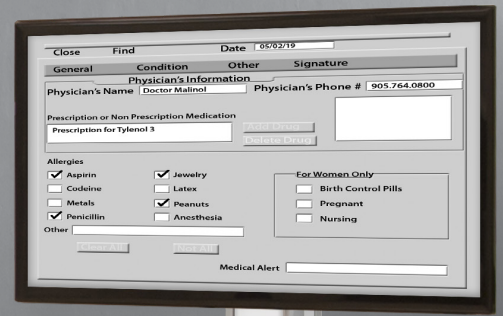 Close Find Date 05/02/19
General Condition Other Signature
Physician's Information
Physician's Name Doctor Malinol Physician's Phone # 905.764.0800
Prescription or Non Prescription Medication
Prescription for Tylenol 3
Add Drug
Delete Drug
Allergies
Aspirin Jewelry
Codeine Latex
Metals Peanuts
Penicillin Anesthesia
Other
For Women Only
Birth Control Pills
Pregnant
Nursing
Clear All Not All
Medical Alert